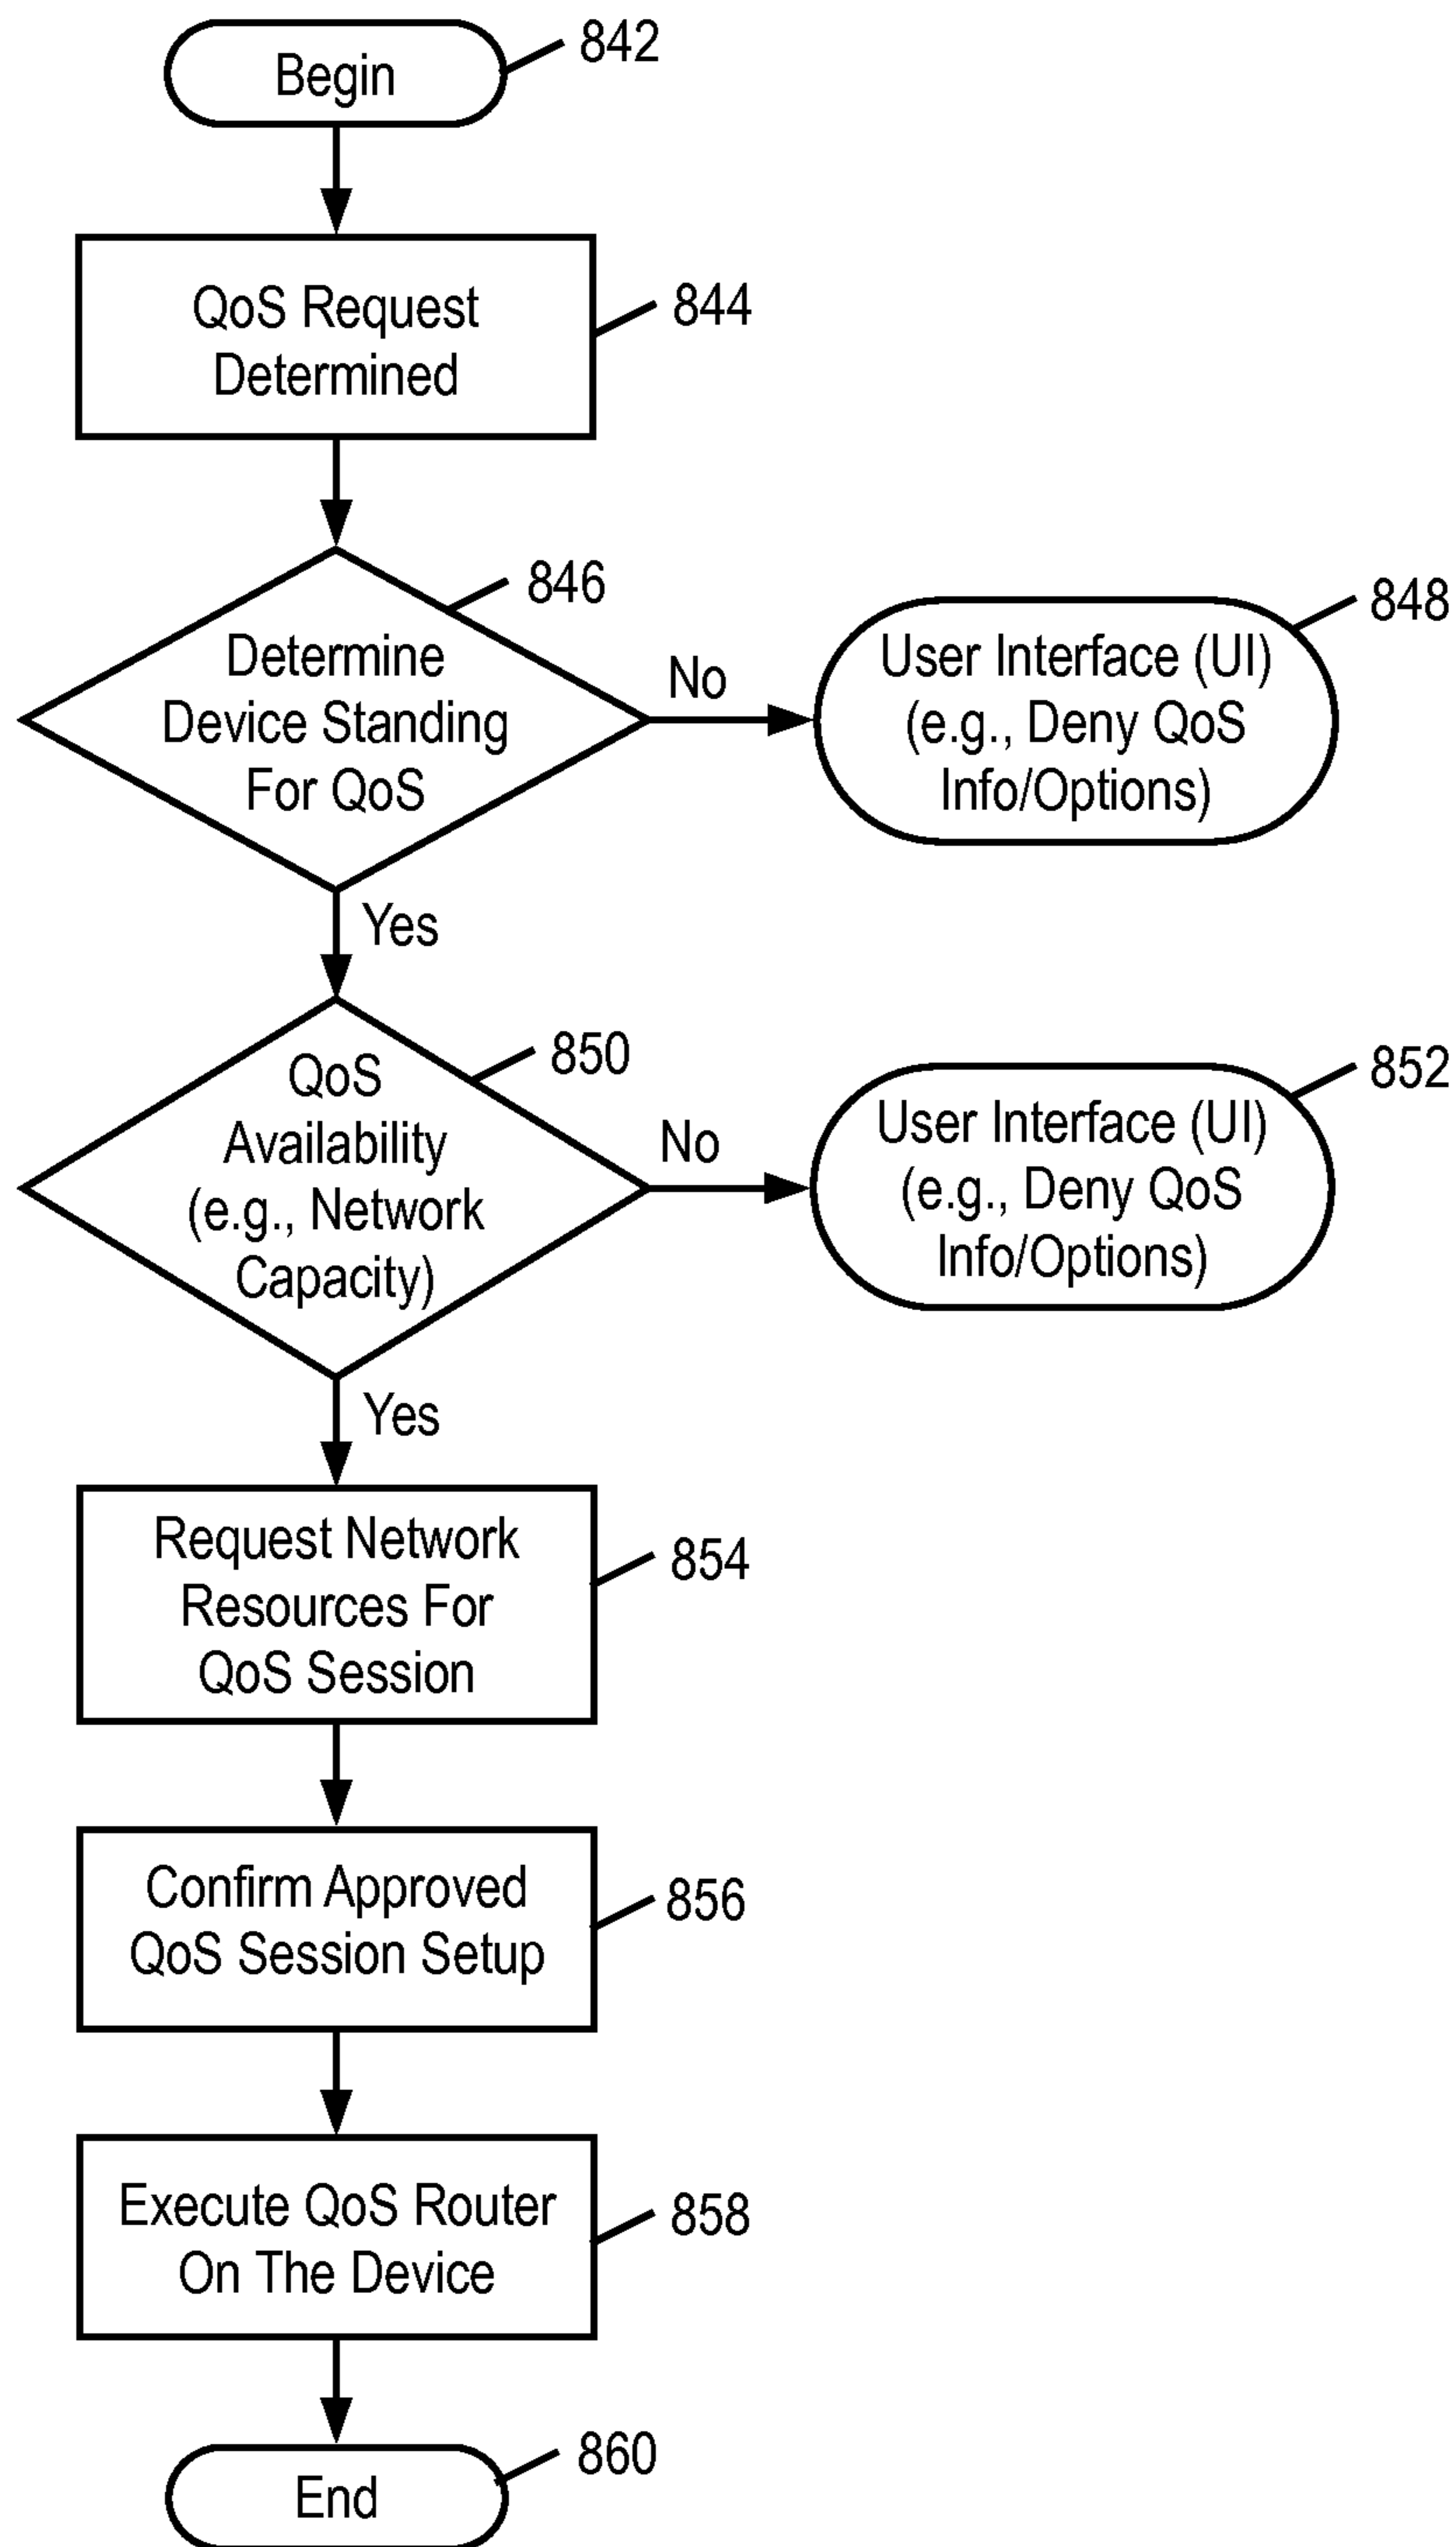 Begin
842
QoS Request
Determined
844
846
Determine
Device Standing
For QoS
No
848
User Interface (UI)
(e.g., Deny QoS
Info/Options)
Yes
850
QoS
Availability
(e.g., Network
Capacity)
No
852
User Interface (UI)
(e.g., Deny QoS
Info/Options)
Yes
Request Network
Resources For
QoS Session
854
Confirm Approved
QoS Session Setup
856
Execute QoS Router
On The Device
858
End
860